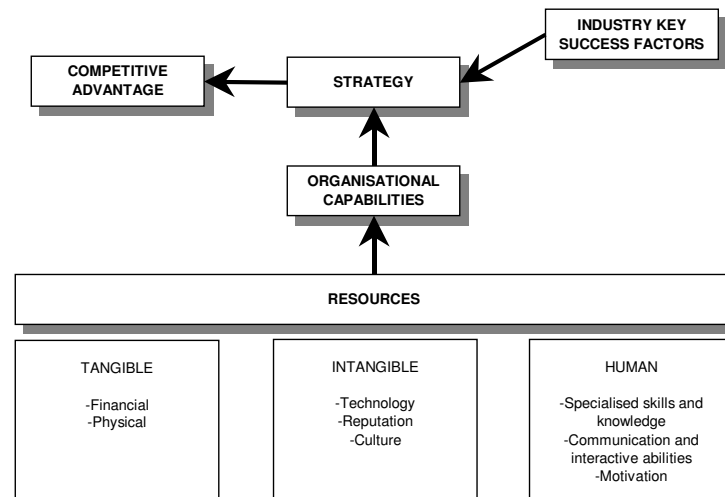 INDUSTRY KEY
SUCCESS FACTORS
COMPETITIVE
ADVANTAGE
STRATEGY
ORGANISATIONAL
CAPABILITIES
RESOURCES
TANGIBLE
-Financial
-Physical
INTANGIBLE
-Technology
-Reputation
-Culture
HUMAN
-Specialised skills and
knowledge
-Communication and
interactive abilities
-Motivation